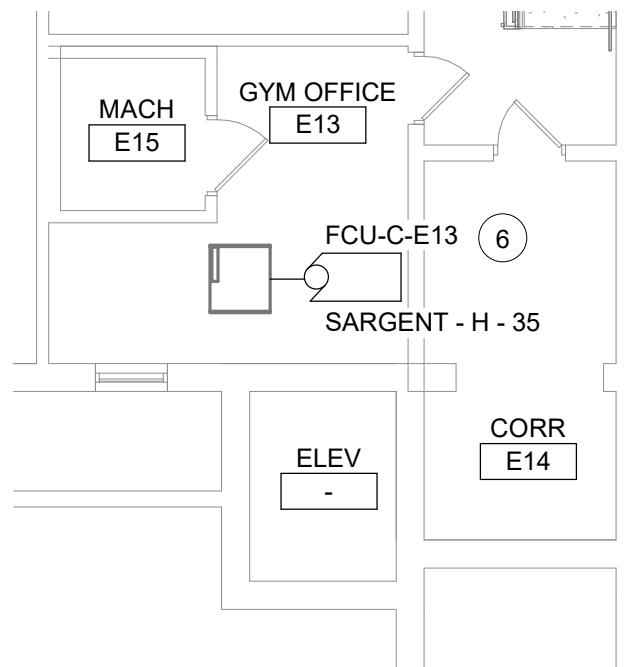 MACH
E15
GYM OFFICE
E13
FCU-C-E13
6
SARGENT - H - 35
ELEV
-
CORR
E14